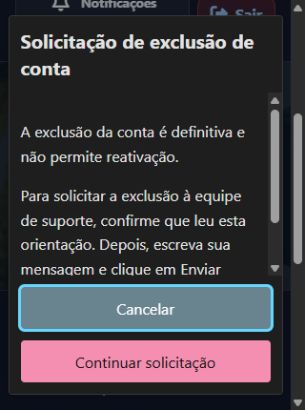 Notificações
Sair
Solicitação de exclusão de
conta
A exclusão da conta é definitiva e
não permite reativação.
Para solicitar a exclusão à equipe
de suporte, confirme que leu esta
orientação. Depois, escreva sua
mensagem e clique em Enviar
Cancelar
Continuar solicitação